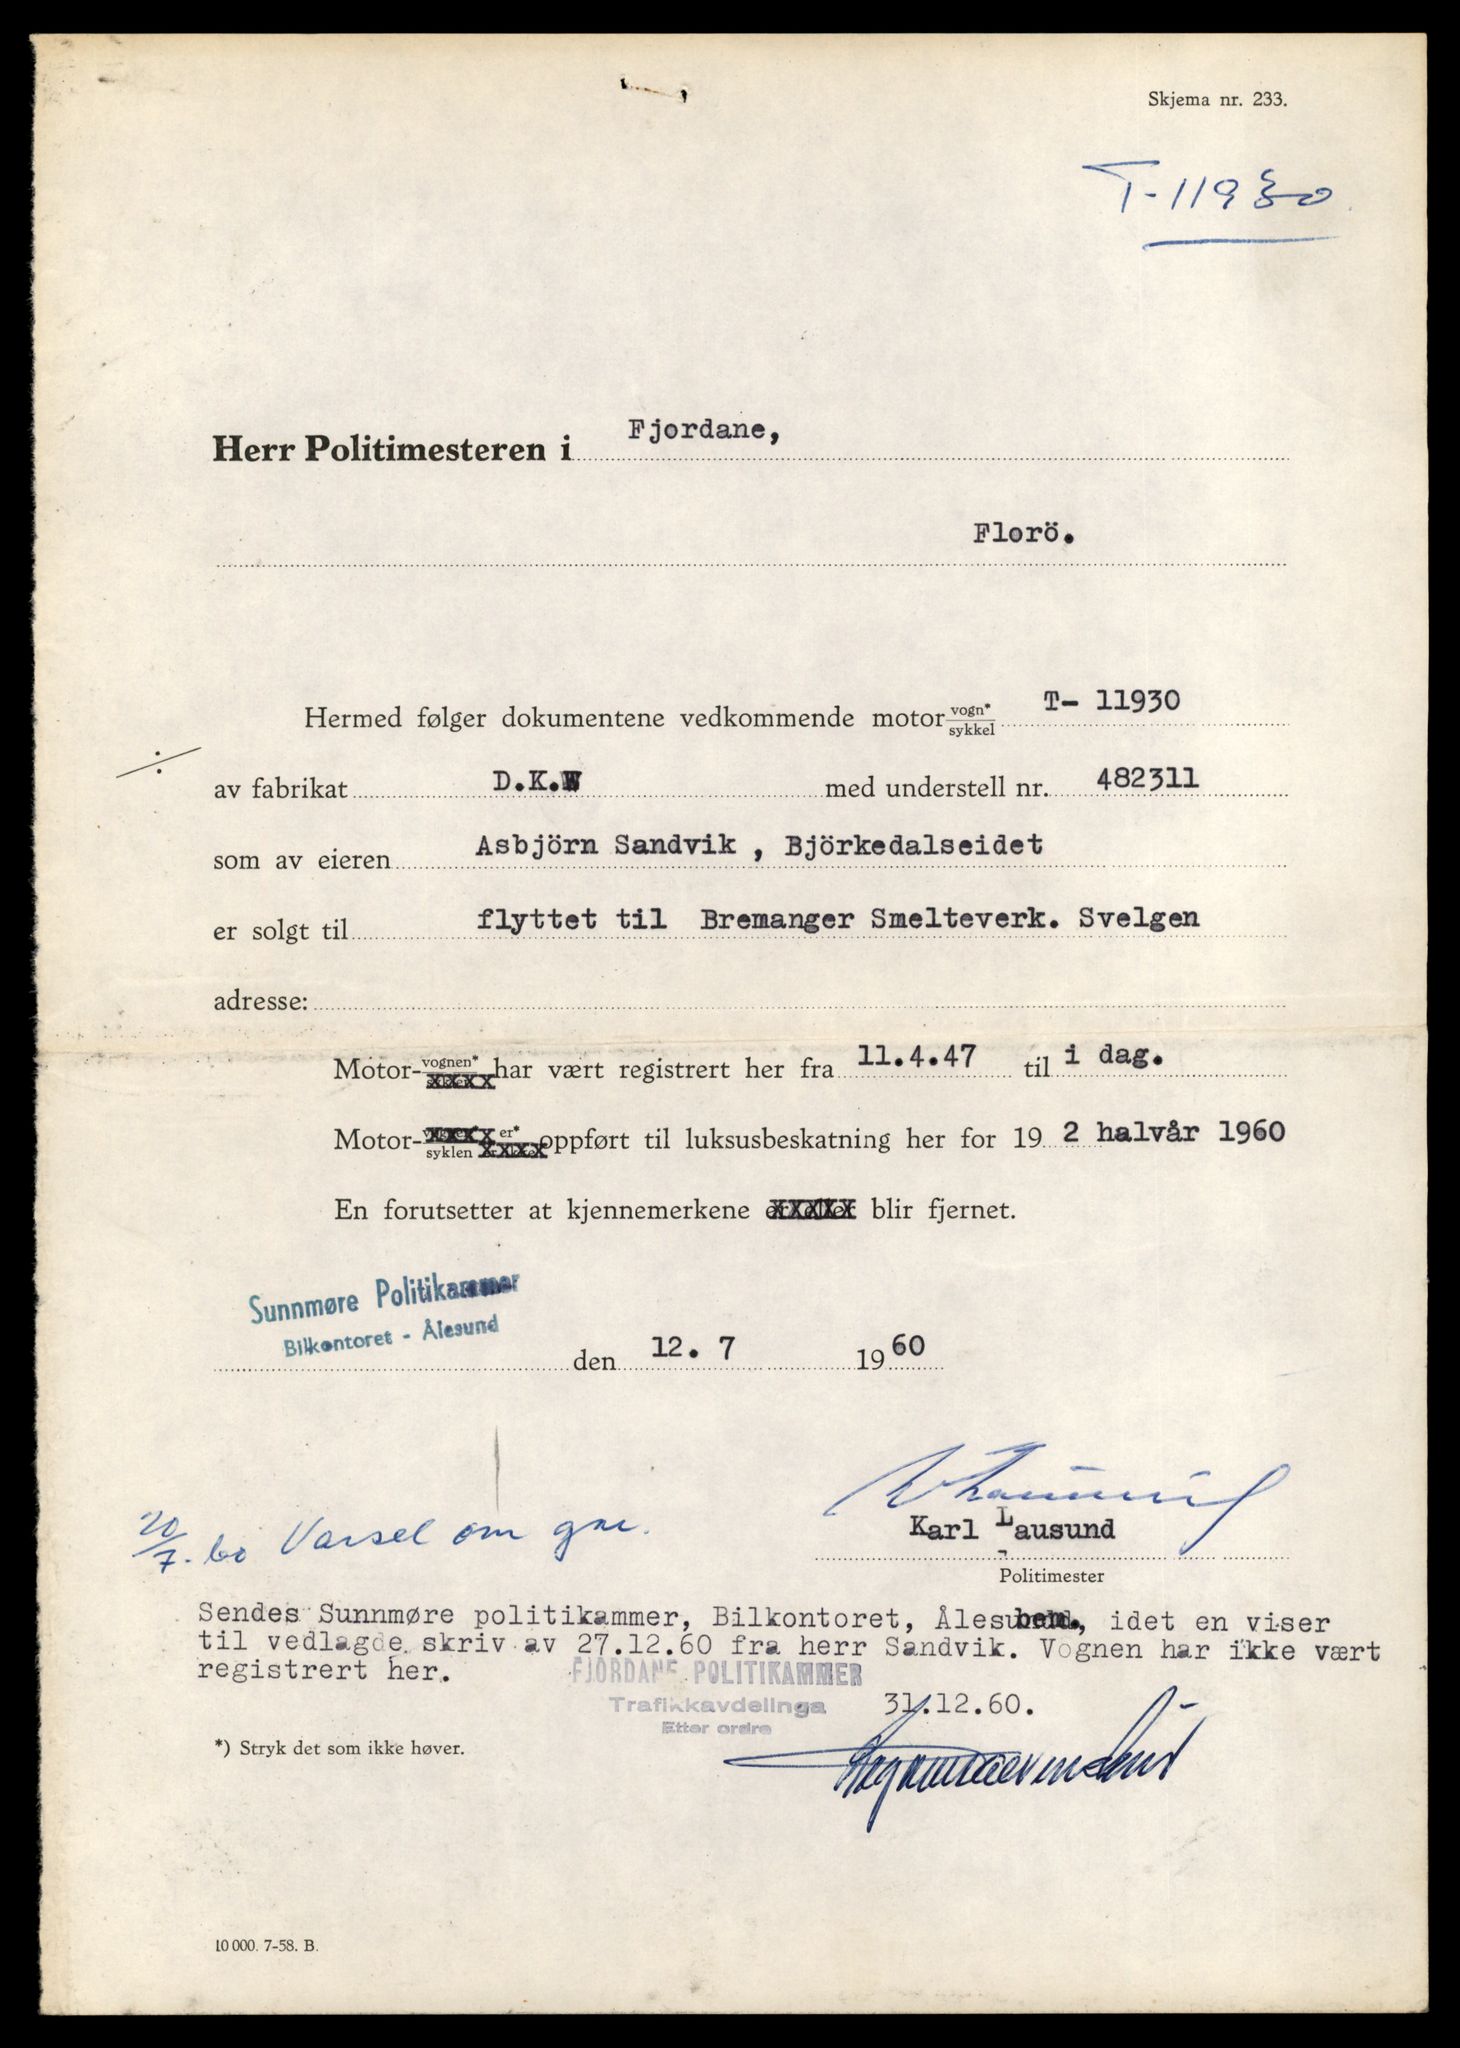 Skjema nr. 233.
T-11930
Herr Politimesteren i Fjordane,
Florö.
Hermed følger dokumentene vedkommende motor vogn* sykkel T- 11930
av fabrikat D.K.W med understell nr. 482311
som av eieren Asbjörn Sandvik , Björkedalseidet
er solgt til flyttet til Bremanger Smelteverk. Svelgen
adresse:
Motor- vognen* har vært registrert her fra 11.4.47 til i dag.
Motor- syklen er* oppført til luksusbeskatning her for 19 2 halvår 1960
En forutsetter at kjennemerkene blir fjernet.
Sunnmøre Politikammer
Bilkontoret - Ålesund
den 12. 7 1960
Karl Lausund
20/7.60 Varsel om
Politimester
Sendes Sunnmøre politikammer, Bilkontoret, Ålesund, idet en viser
til vedlagde skriv av 27.12.60 fra herr Sandvik. Vognen har ikke vært
registrert her.
FJORDANE POLITIKAMMER
Trafikkavdelinga
Etter ordre
31.12.60.
*) Stryk det som ikke høver.
10 000. 7-58. B.